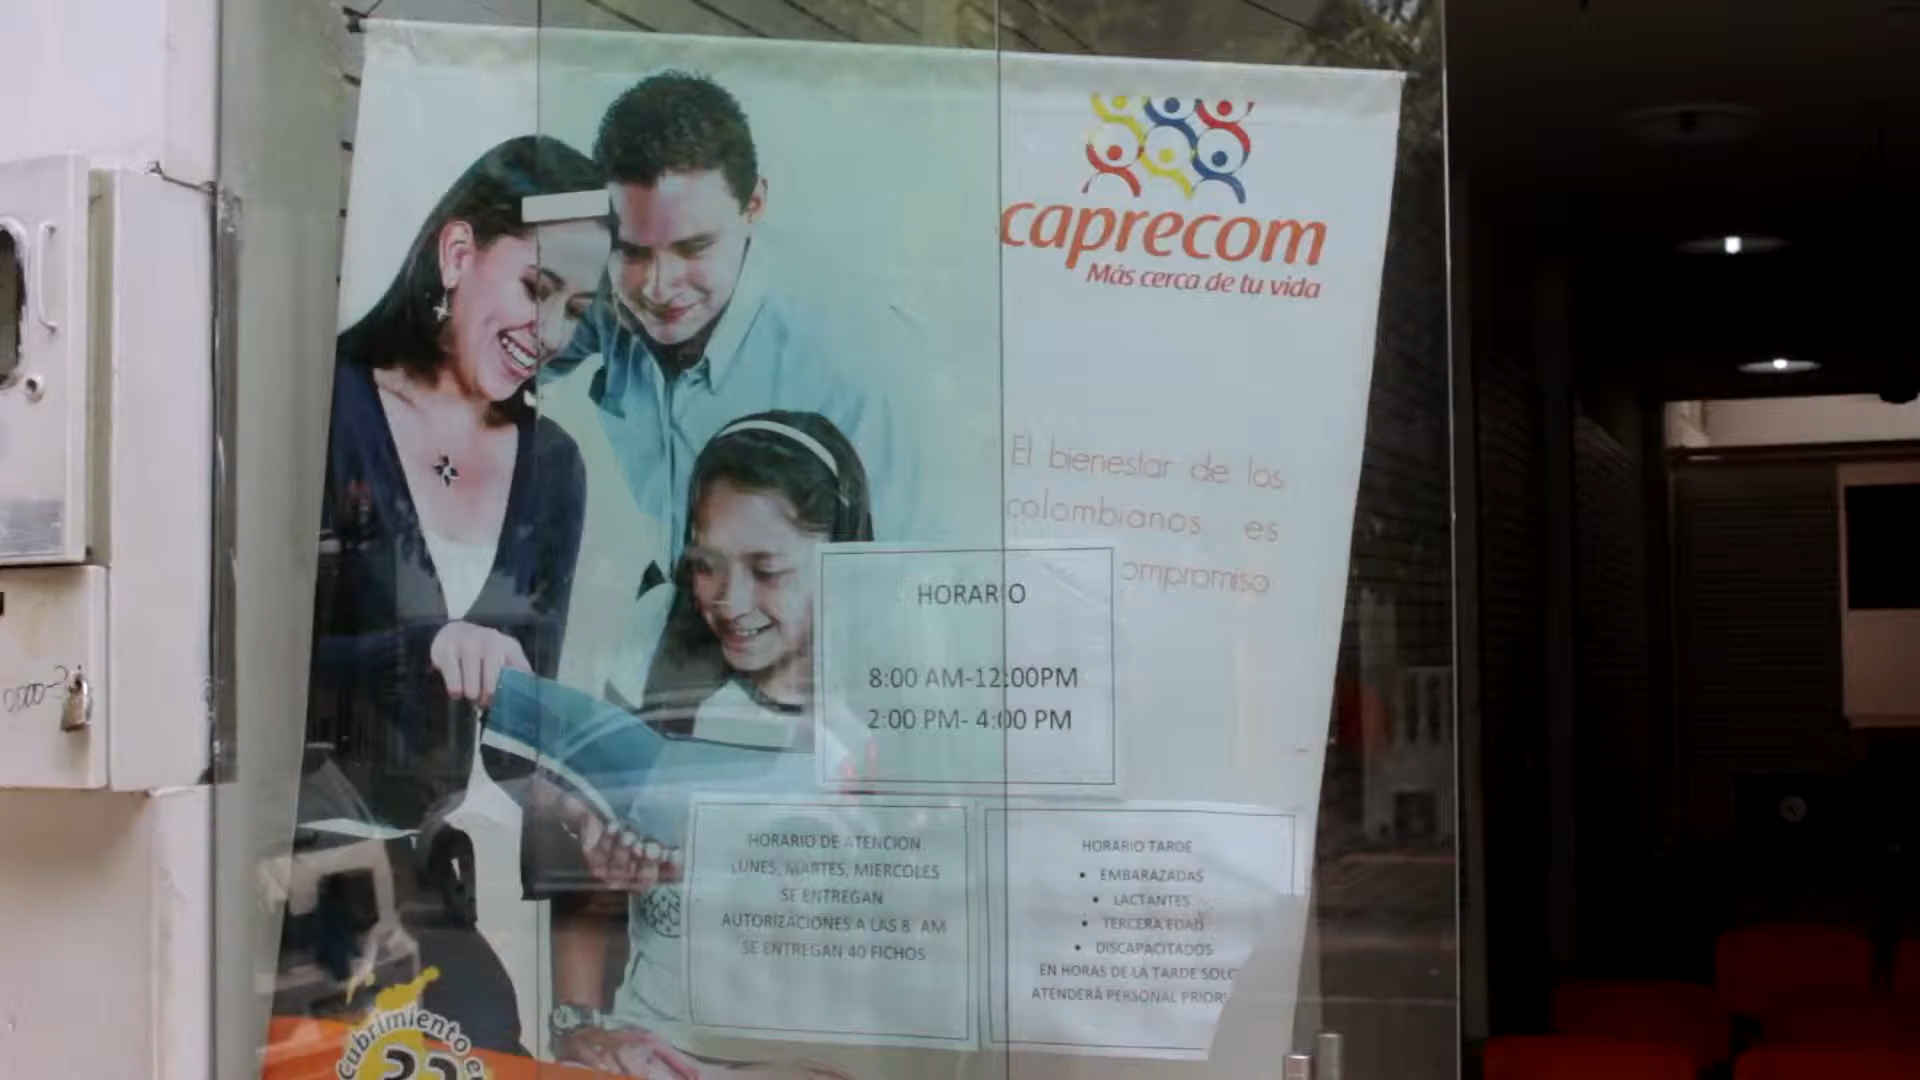 caprecom
Más cerca de tu vida
El bienestar de los
colombianos es
ompromiso
HORARIO
8:00 AM-12:00PM
2:00 PM- 4:00 PM
HORARIO DE ATENCION
LUNES, MARTES, MIERCOLES
SE ENTREGAN
AUTORIZACIONES A LAS 8 AM
SE ENTREGAN 40 FICHOS
HORARIO TARDE
• EMBARAZADAS
• LACTANTES
• TERCERA EDAD
• DISCAPACITADOS
EN HORAS DE LA TARDE SOLO
ATENDERÁ PERSONAL PRIOR
cubrimiento e